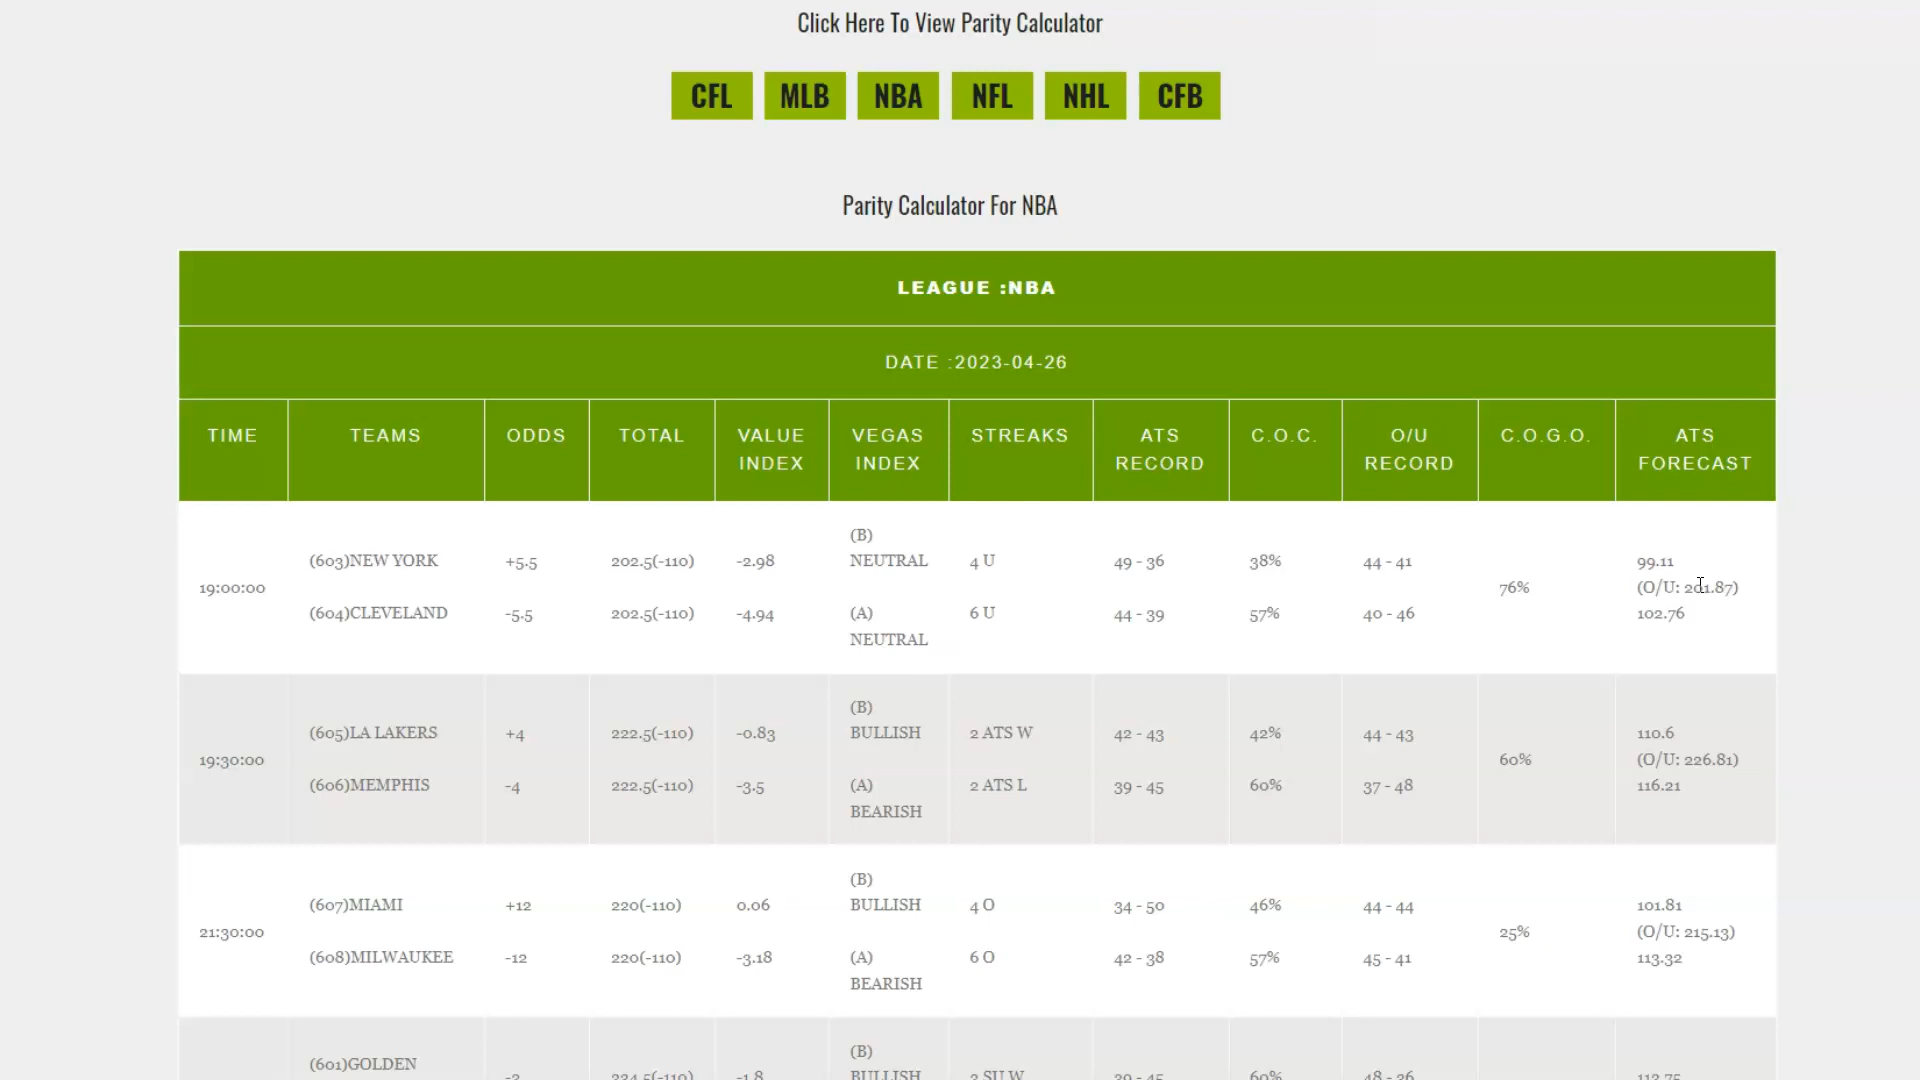 Click Here To View Parity Calculator
CFL MLB NBA NFL NHL CFB
Parity Calculator For NBA
LEAGUE :NBA
DATE :2023-04-26
TIME TEAMS ODDS TOTAL VALUE INDEX VEGAS INDEX STREAKS ATS RECORD C.O.C. O/U RECORD C.O.G.O. ATS FORECAST
19:00:00
(603)NEW YORK +5.5 202.5(-110) -2.98 (B) NEUTRAL 4 U 49 - 36 38% 44 - 41 99.11
76% (O/U: 201.87)
(604)CLEVELAND -5.5 202.5(-110) -4.94 (A) NEUTRAL 6 U 44 - 39 57% 40 - 46 102.76
19:30:00
(605)LA LAKERS +4 222.5(-110) -0.83 (B) BULLISH 2 ATS W 42 - 43 42% 44 - 43 110.6
60% (O/U: 226.81)
(606)MEMPHIS -4 222.5(-110) -3.5 (A) BEARISH 2 ATS L 39 - 45 60% 37 - 48 116.21
21:30:00
(607)MIAMI +12 220(-110) 0.06 (B) BULLISH 4 O 34 - 50 46% 44 - 44 101.81
25% (O/U: 215.13)
(608)MILWAUKEE -12 220(-110) -3.18 (A) BEARISH 6 O 42 - 38 57% 45 - 41 113.32
(601)GOLDEN (B) BULLISH